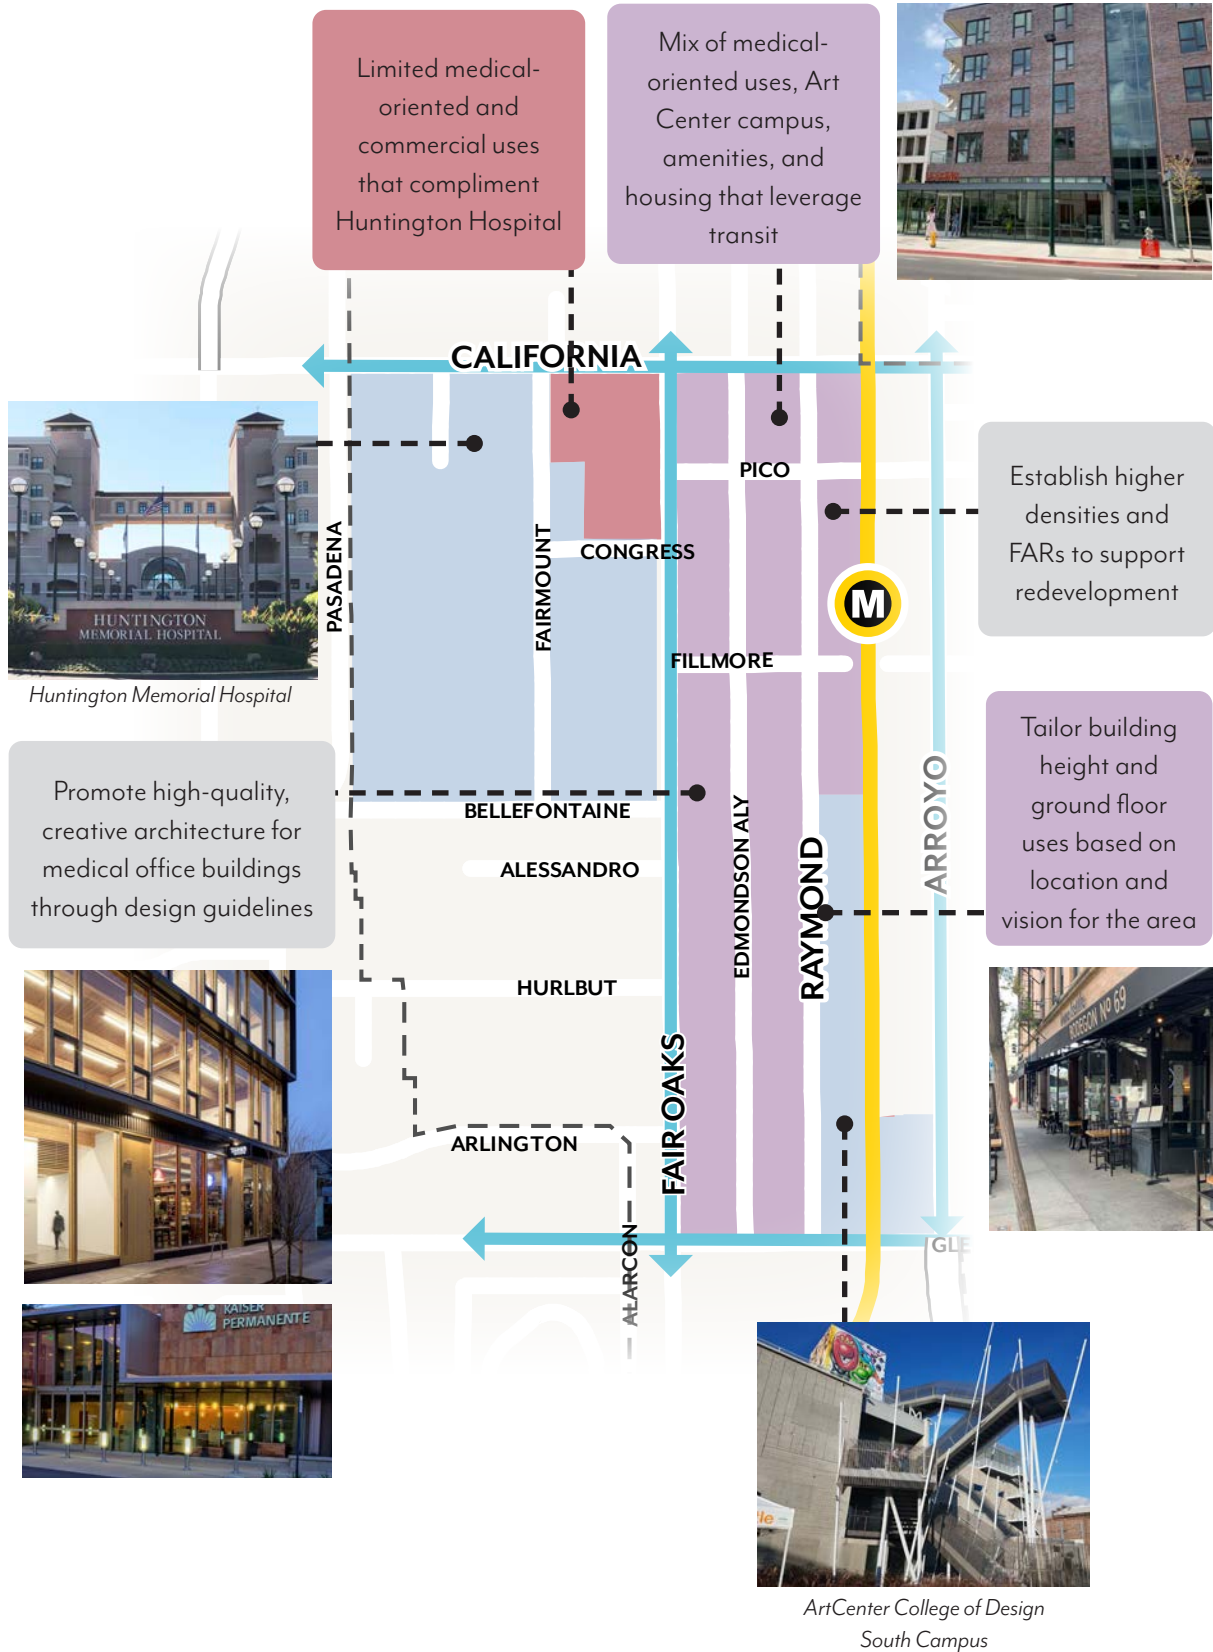 Limited medical-
oriented and
commercial uses
that compliment
Huntington Hospital
Mix of medical-
oriented uses, Art
Center campus,
amenities, and
housing that leverage
transit
CALIFORNIA
PICO
HUNTINGTON
MEMORIAL HOSPITAL
Huntington Memorial Hospital
PASADENA
FAIRMOUNT
CONGRESS
M
Establish higher
densities and
FARs to support
redevelopment
FILLMORE
Promote high-quality,
creative architecture for
medical office buildings
through design guidelines
BELLEFONTAINE
ALESSANDRO
EDMONDSON ALY
RAYMOND
ARROYO
Tailor building
height and
ground floor
uses based on
location and
vision for the area
HURLBUT
FAIR OAKS
BODEGON Nº 69
ARLINGTON
ALARCON
GLE
KAISER
PERMANENTE
tle
ArtCenter College of Design
South Campus